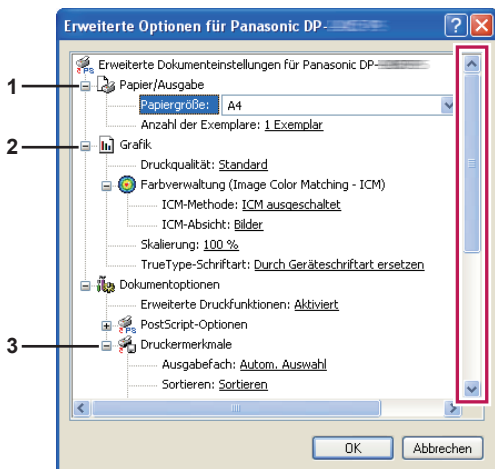 Erweiterte Optionen für Panasonic DP-
Erweiterte Dokumenteinstellungen für Panasonic DP-
1
Papier/Ausgabe
Papiergröße: A4
Anzahl der Exemplare: 1 Exemplar
2
Grafik
Druckqualität: Standard
Farbverwaltung (Image Color Matching - ICM)
ICM-Methode: ICM ausgeschaltet
ICM-Absicht: Bilder
Skalierung: 100 %
TrueType-Schriftart: Durch Geräteschriftart ersetzen
Dokumentoptionen
Erweiterte Druckfunktionen: Aktiviert
PostScript-Optionen
3
Druckermerkmale
Ausgabefach: Autom. Auswahl
Sortieren: Sortieren
OK
Abbrechen